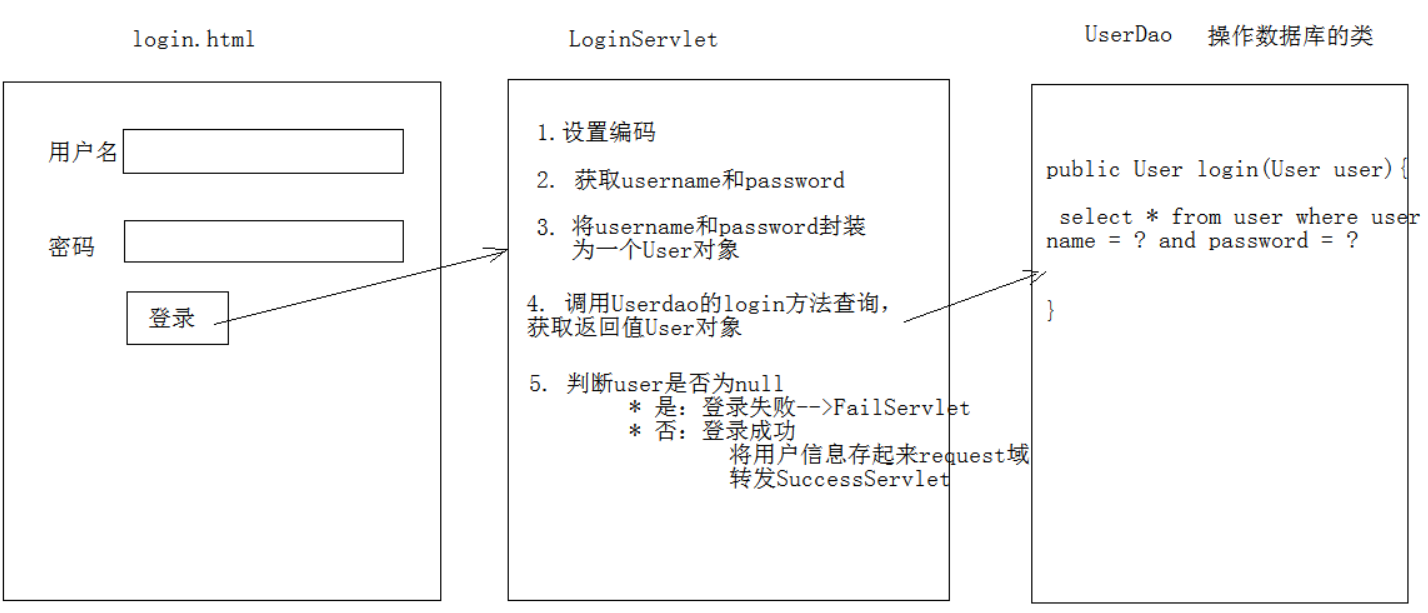 login.html
用户名
密码
登录
LoginServlet
1.设置编码
2. 获取username和password
3. 将username和password封装
为一个User对象
4. 调用Userdao的login方法查询，
获取返回值User对象
5. 判断user是否为null
* 是：登录失败-->FailServlet
* 否：登录成功
将用户信息存起来request域
转发SuccessServlet
UserDao 操作数据库的类
public User login(User user){
select * from user where user
name = ? and password = ?
}